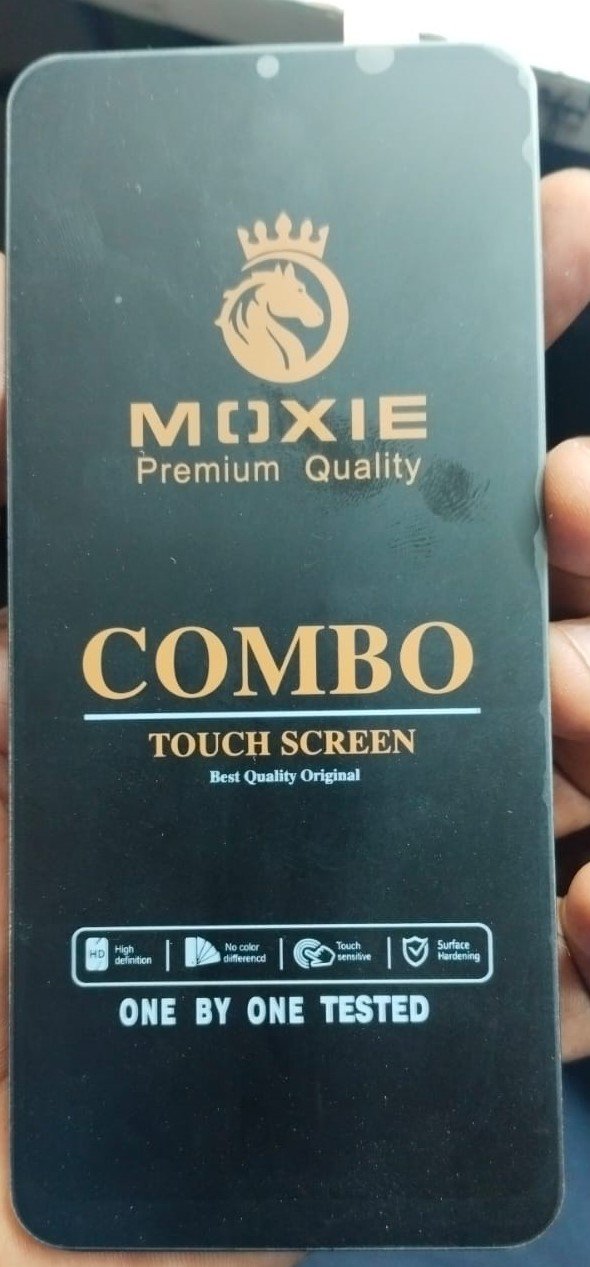 MOXIE
Premium Quality
COMBO
TOUCH SCREEN
Best Quality Original
HD
High
definition
No color
differencd
Touch
sensitive
Surface
Hardening
ONE BY ONE TESTED